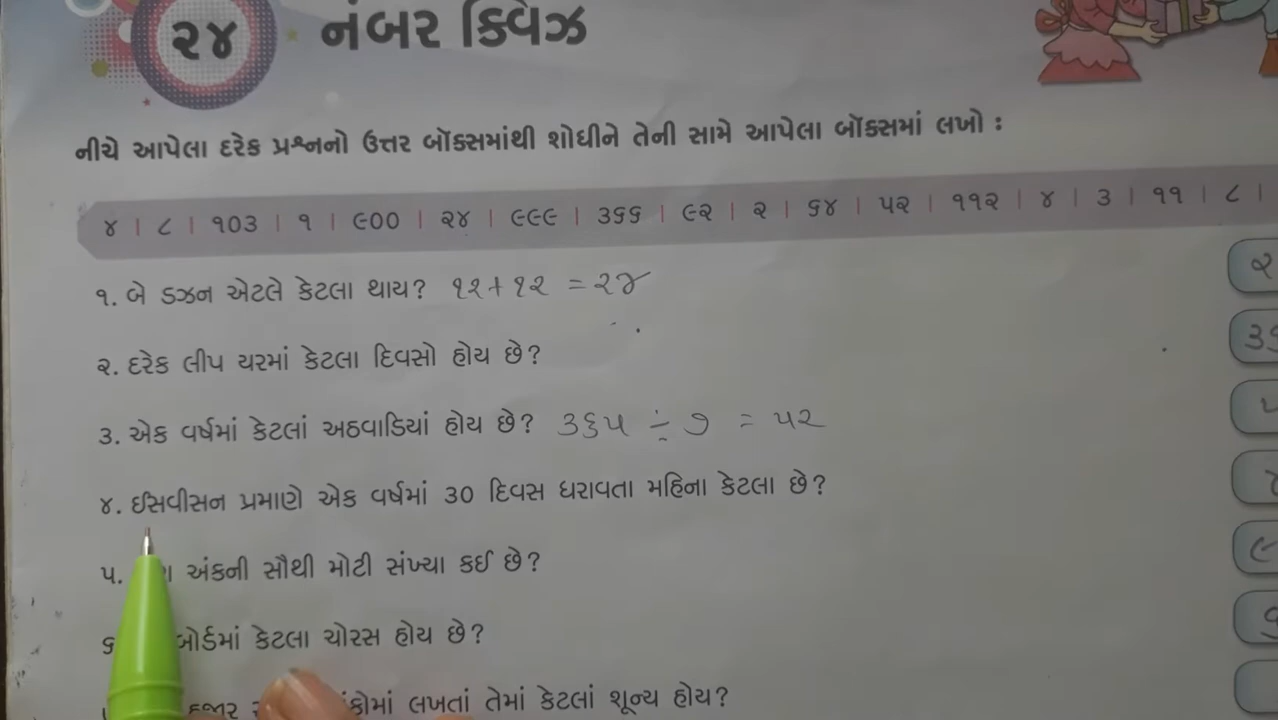 ૨૪ નંબર ક્વિઝ
નીચે આપેલા દરેક પ્રશ્નનો ઉત્તર બૉક્સમાંથી શોધીને તેની સામે આપેલા બૉક્સમાં લખો :
૪ | ૮ | ૧૦૩ | ૧ | ૯૦૦ | ૨૪ | ૯૯૯ | ૩૬૬ | ૯૨ | ૨ | ૬૪ | ૫૨ | ૧૧૨ | ૪ | ૩ | ૧૧ | ૮ |
૧. બે ડઝન એટલે કેટલા થાય? ૧૨+૧૨ = ૨૪
૨. દરેક લીપ યરમાં કેટલા દિવસો હોય છે?
૩. એક વર્ષમાં કેટલાં અઠવાડિયાં હોય છે? ૩૬૫ ÷ ૭ = ૫૨
૪. ઈસવીસન પ્રમાણે એક વર્ષમાં ૩૦ દિવસ ધરાવતા મહિના કેટલા છે?
૫. અંકની સૌથી મોટી સંખ્યા કઈ છે?
૬ કેટલા ચોરસ હોય છે?
લખતાં તેમાં કેટલાં શૂન્ય હોય?